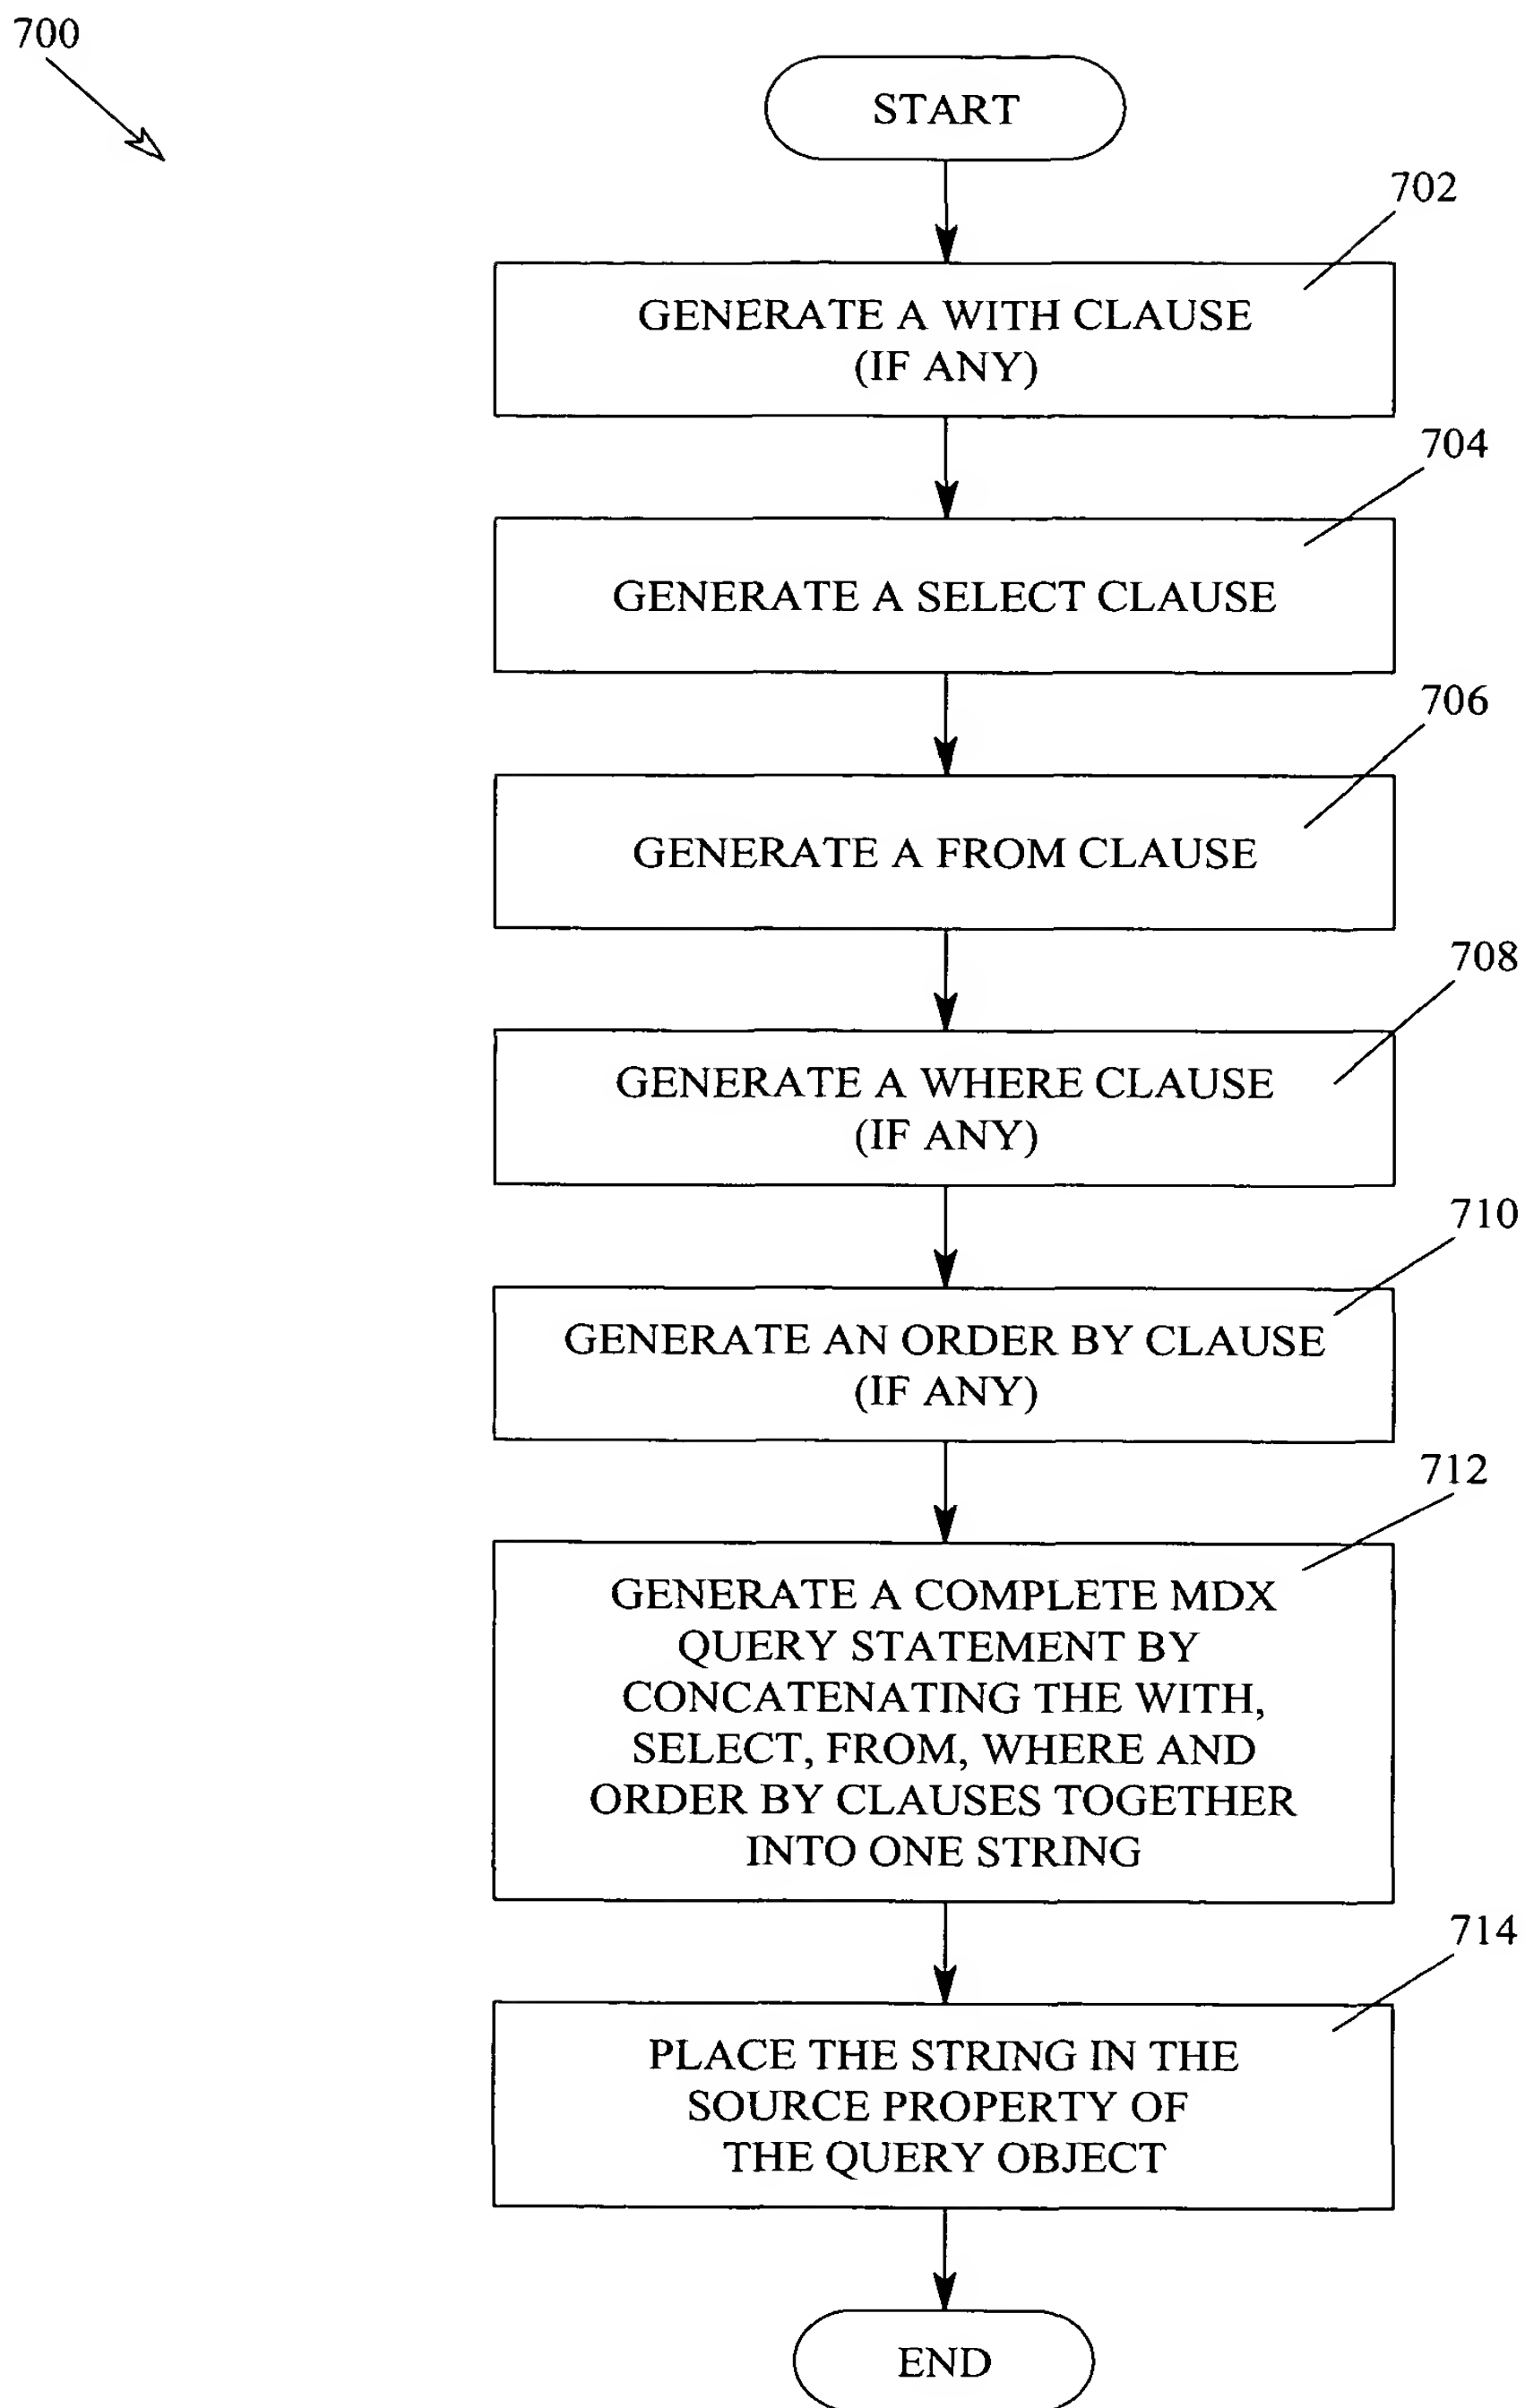 700
START
702
GENERATE A WITH CLAUSE
(IF ANY)
704
GENERATE A SELECT CLAUSE
706
GENERATE A FROM CLAUSE
708
GENERATE A WHERE CLAUSE
(IF ANY)
710
GENERATE AN ORDER BY CLAUSE
(IF ANY)
712
GENERATE A COMPLETE MDX
QUERY STATEMENT BY
CONCATENATING THE WITH,
SELECT, FROM, WHERE AND
ORDER BY CLAUSES TOGETHER
INTO ONE STRING
714
PLACE THE STRING IN THE
SOURCE PROPERTY OF
THE QUERY OBJECT
END